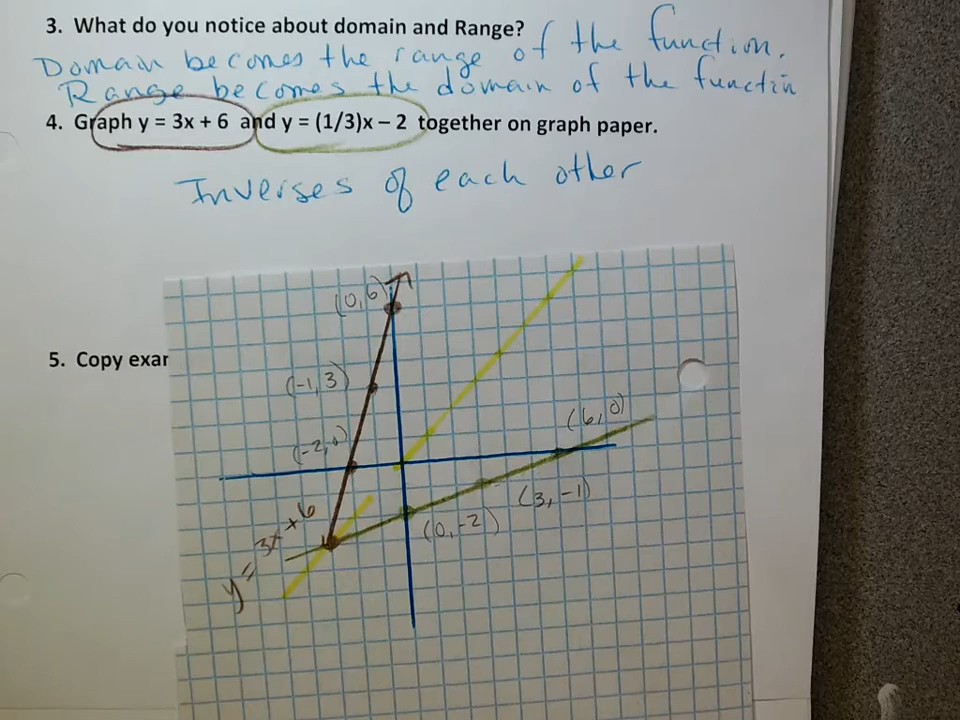 3. What do you notice about domain and Range?
Domain becomes the range of the function.
Range becomes the domain of the functin
4. Graph y = 3x + 6 and y = (1/3)x – 2 together on graph paper.
Inverses of each other
(0,6)
5. Copy exar
(-1,3)
(6,0)
(-2,0)
(3,-1)
(0,-2)
y = 3x + 6